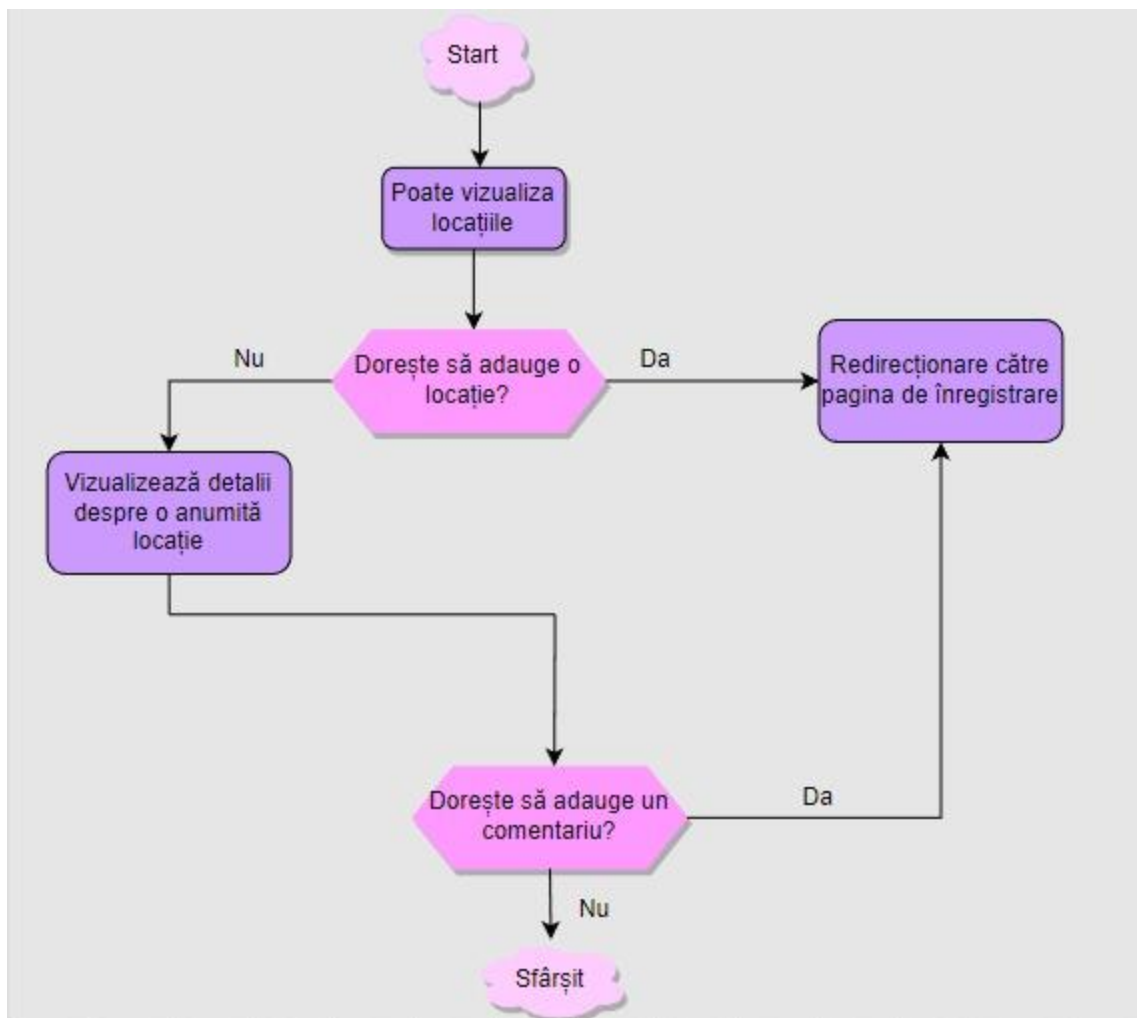 Start
Poate vizualiza
locațiile
Dorește să adauge o
locație?
Nu
Da
Redirecționare către
pagina de înregistrare
Vizualizează detalii
despre o anumită
locație
Dorește să adauge un
comentariu?
Da
Nu
Sfârșit